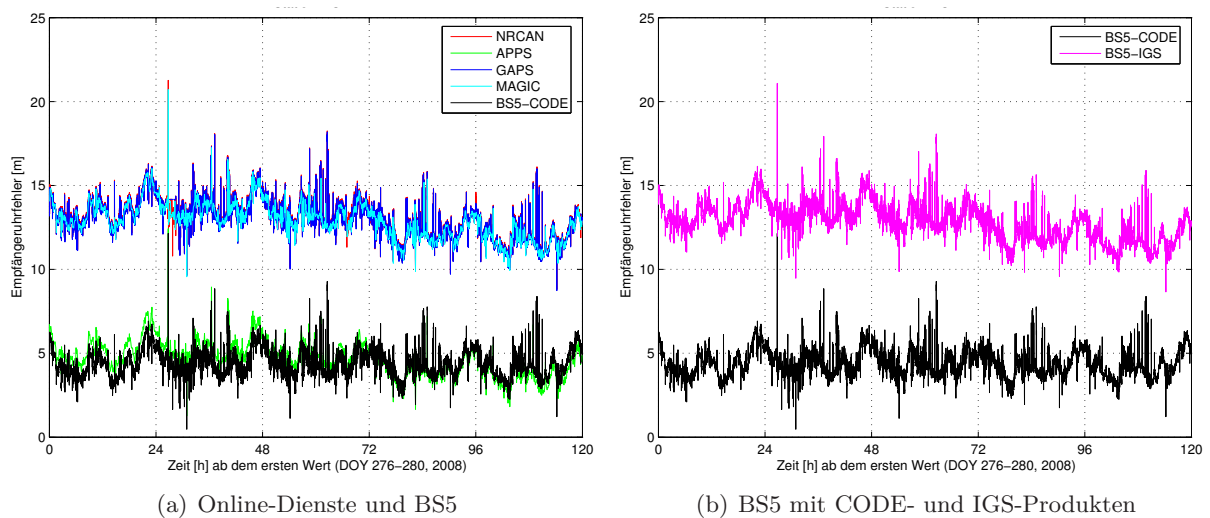 25
20
15
10
5
0
Empfängeruhrfehler [m]
NRCAN
APPS
GAPS
MAGIC
BS5−CODE
0 24 48 72 96 120
Zeit [h] ab dem ersten Wert (DOY 276−280, 2008)
(a) Online-Dienste und BS5
25
20
15
10
5
0
Empfängeruhrfehler [m]
BS5−CODE
BS5−IGS
0 24 48 72 96 120
Zeit [h] ab dem ersten Wert (DOY 276−280, 2008)
(b) BS5 mit CODE- und IGS-Produkten